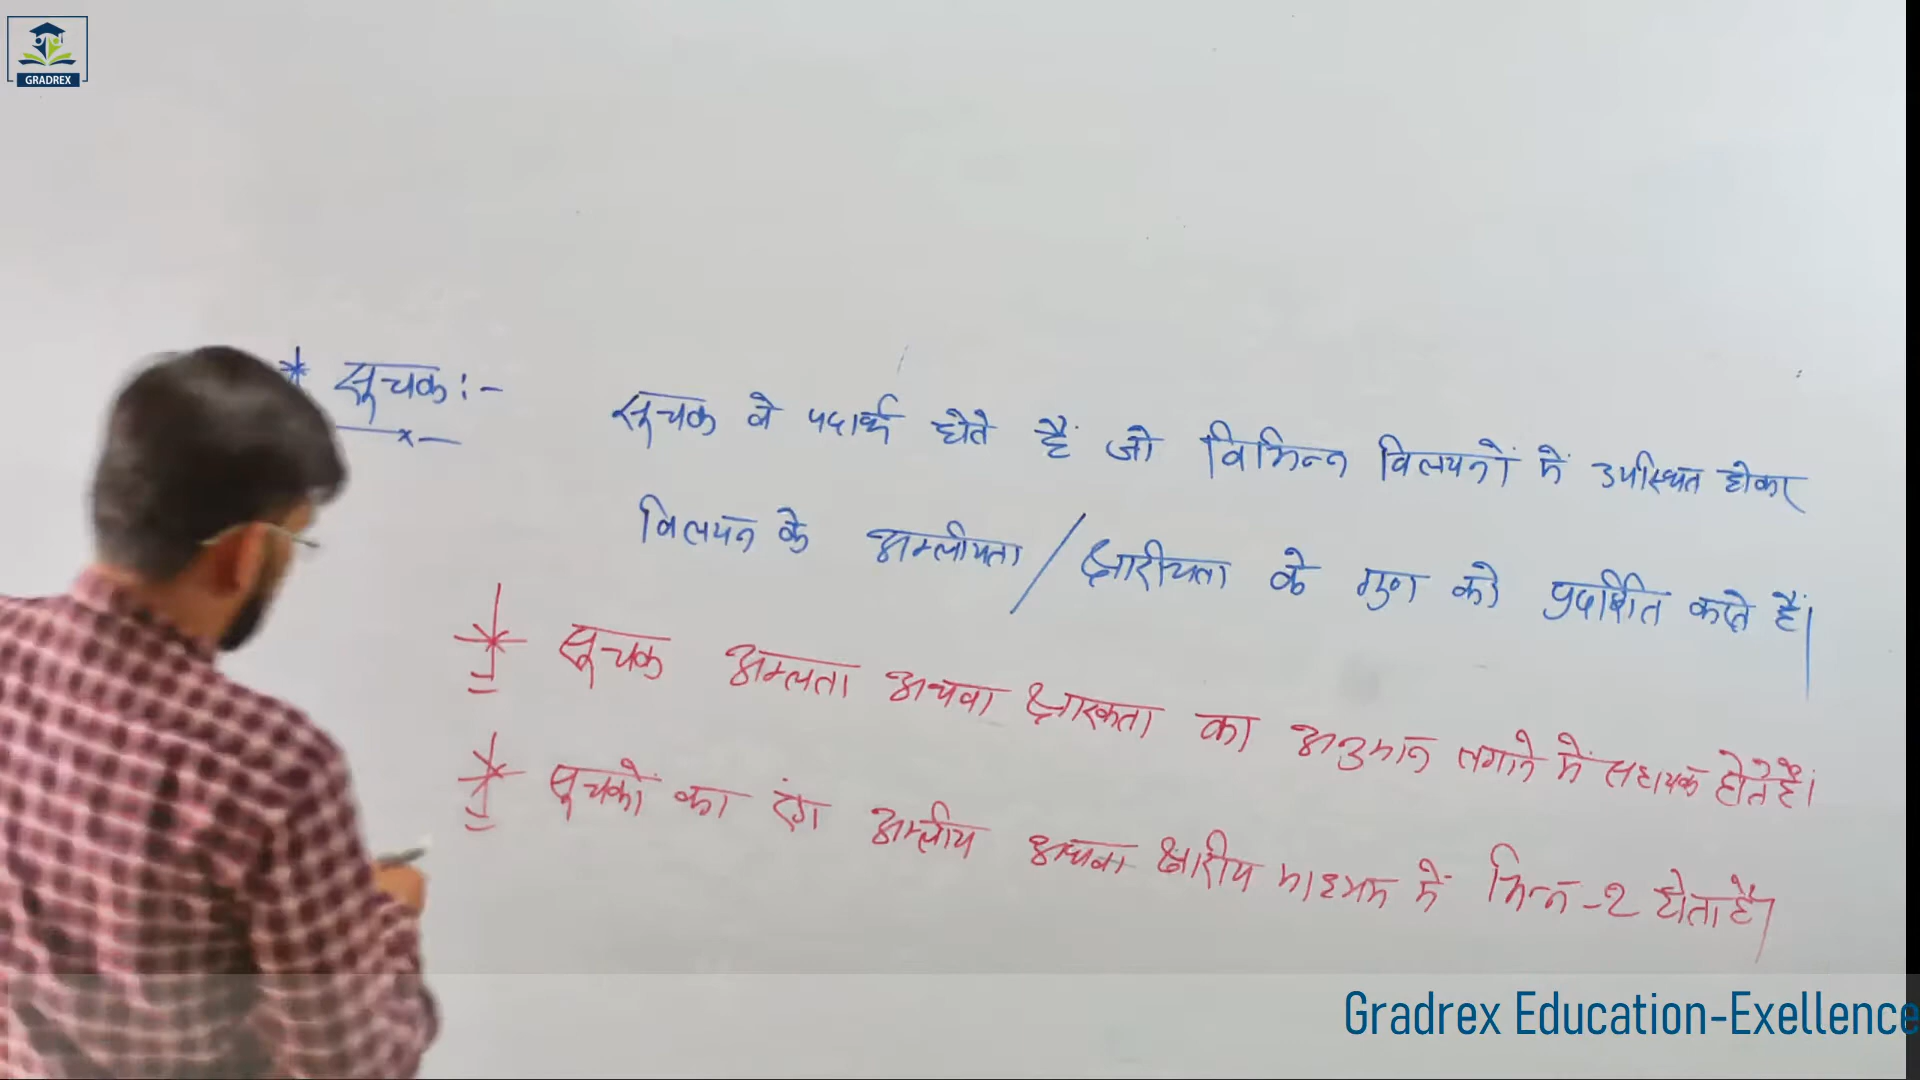 GRADREX
* सूचक :-
सूचक वे पदार्थ होते हैं जो विभिन्न विलयनों में उपस्थित होकर
विलयन के अम्लीयता / क्षारीयता के गुण को प्रदर्शित करते हैं।
* सूचक अम्लता अथवा क्षारकता का अनुमान लगाने में सहायक होते हैं।
* सूचकों का रंग अम्लीय अथवा क्षारीय माध्यम में भिन्न-२ होता है।
Gradrex Education-Exellence